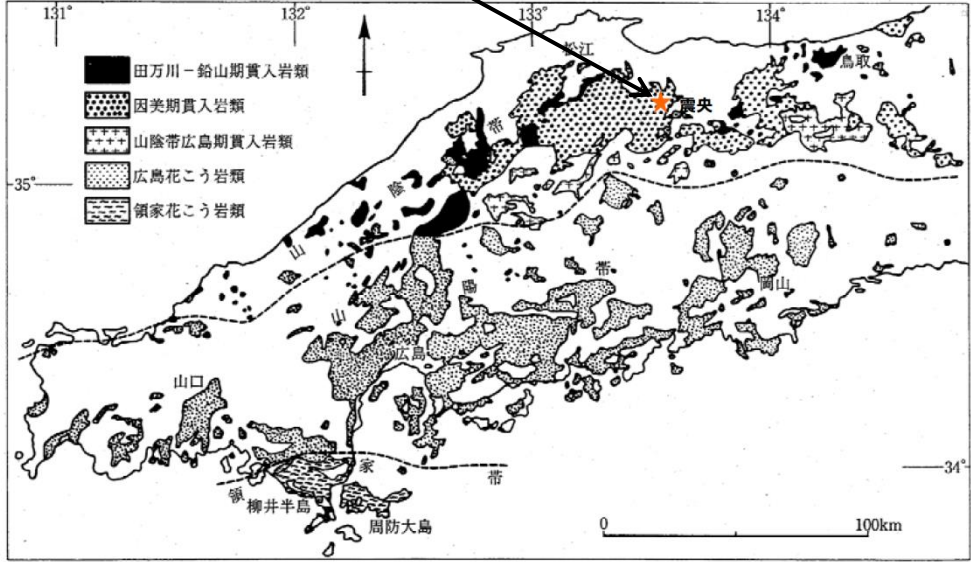 131°
132°
133°
134°
田万川－鉛山期貫入岩類
因美期貫入岩類
山陰帯広島期貫入岩類
広島花こう岩類
領家花こう岩類
松江
鳥取
震央
35°
山 陰 帯
山 陽 帯
岡山
広島
山口
34°
領 家 帯
柳井半島
周防大島
0 100km